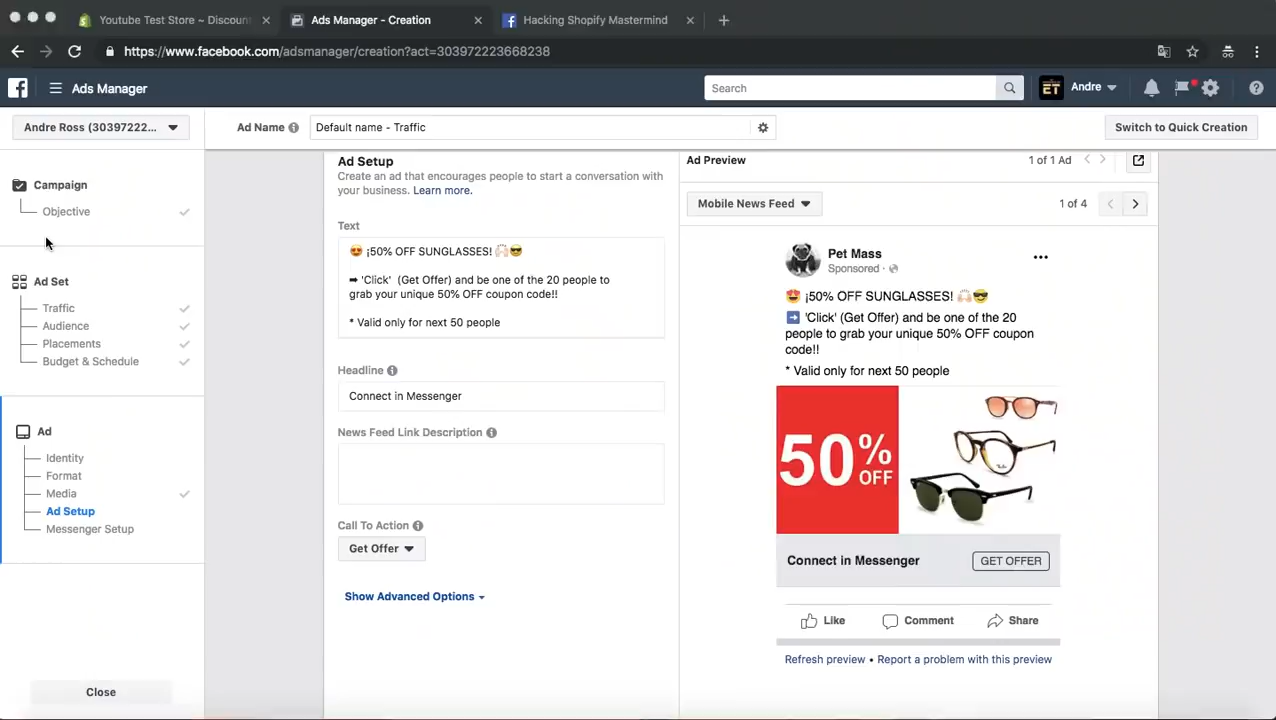 Youtube Test Store ~ Discount
Ads Manager - Creation
Hacking Shopify Mastermind
https://www.facebook.com/adsmanager/creation?act=303972223668238
Ads Manager
Search
ET
Andre
Andre Ross (30397222...
Ad Name
Default name - Traffic
Switch to Quick Creation
Campaign
Objective
Ad Set
Traffic
Audience
Placements
Budget & Schedule
Ad
Identity
Format
Media
Ad Setup
Messenger Setup
Close
Ad Setup
Create an ad that encourages people to start a conversation with
your business. Learn more.
Text
😍 ¡50% OFF SUNGLASSES! 🙌🏻😎
➡ 'Click' (Get Offer) and be one of the 20 people to
grab your unique 50% OFF coupon code!!
* Valid only for next 50 people
Headline
Connect in Messenger
News Feed Link Description
Call To Action
Get Offer
Show Advanced Options
Ad Preview
1 of 1 Ad
Mobile News Feed
1 of 4
Pet Mass
Sponsored ·
😍 ¡50% OFF SUNGLASSES! 🙌🏻😎
➡ 'Click' (Get Offer) and be one of the 20
people to grab your unique 50% OFF coupon
code!!
* Valid only for next 50 people
50%
OFF
Connect in Messenger
GET OFFER
Like
Comment
Share
Refresh preview • Report a problem with this preview